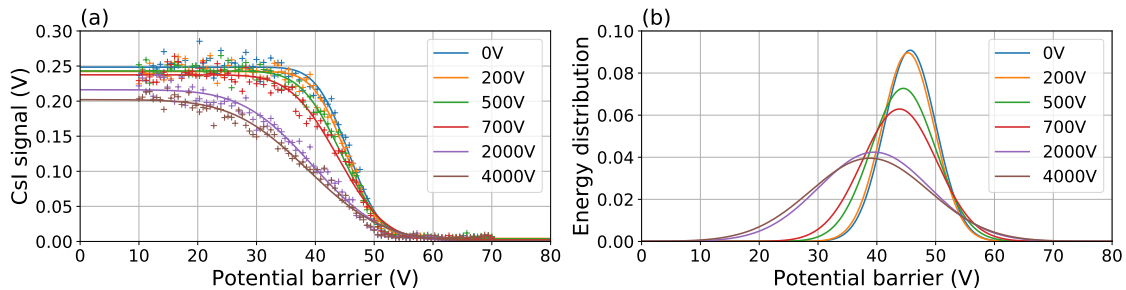 (a)
0.30
0.25
0.20
0.15
0.10
0.05
0.00
CsI signal (V)
0 10 20 30 40 50 60 70 80
Potential barrier (V)
0V
200V
500V
700V
2000V
4000V
(b)
0.10
0.08
0.06
0.04
0.02
0.00
Energy distribution
0 10 20 30 40 50 60 70 80
Potential barrier (V)
0V
200V
500V
700V
2000V
4000V